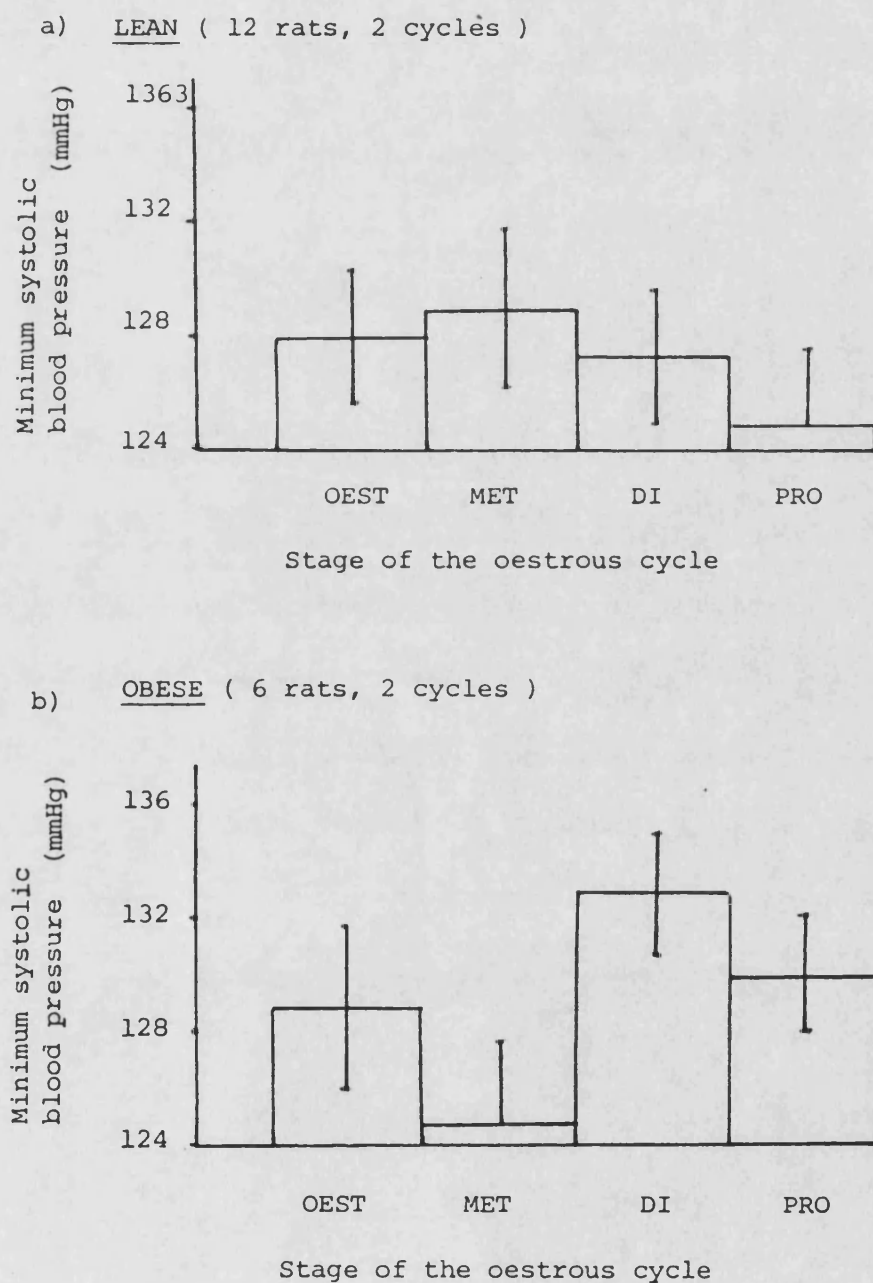 a) LEAN ( 12 rats, 2 cycles )
Minimum systolic
blood pressure (mmHg)
1363
132
128
124
OEST MET DI PRO
Stage of the oestrous cycle
b) OBESE ( 6 rats, 2 cycles )
Minimum systolic
blood pressure (mmHg)
136
132
128
124
OEST MET DI PRO
Stage of the oestrous cycle